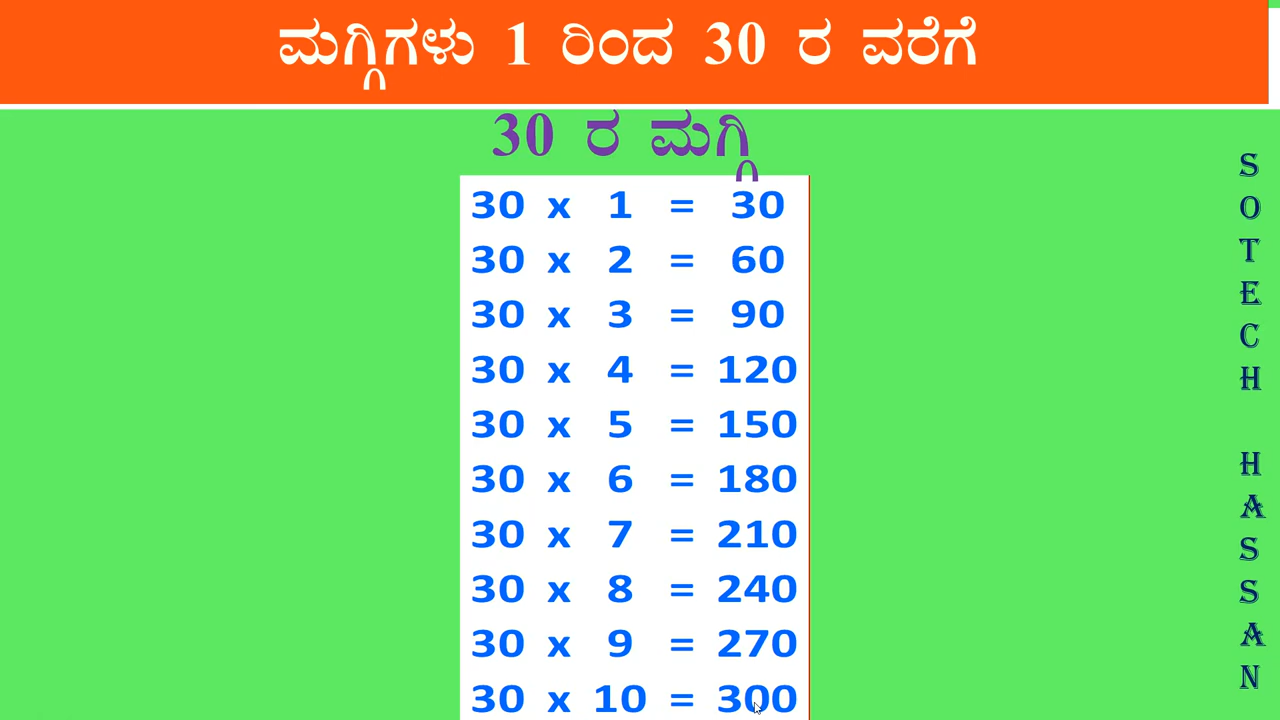 ಮಗ್ಗಿಗಳು 1 ರಿಂದ 30 ರ ವರೆಗೆ
30 ರ ಮಗ್ಗಿ
30 x 1 = 30
30 x 2 = 60
30 x 3 = 90
30 x 4 = 120
30 x 5 = 150
30 x 6 = 180
30 x 7 = 210
30 x 8 = 240
30 x 9 = 270
30 x 10 = 300
SOTECH HASSAN